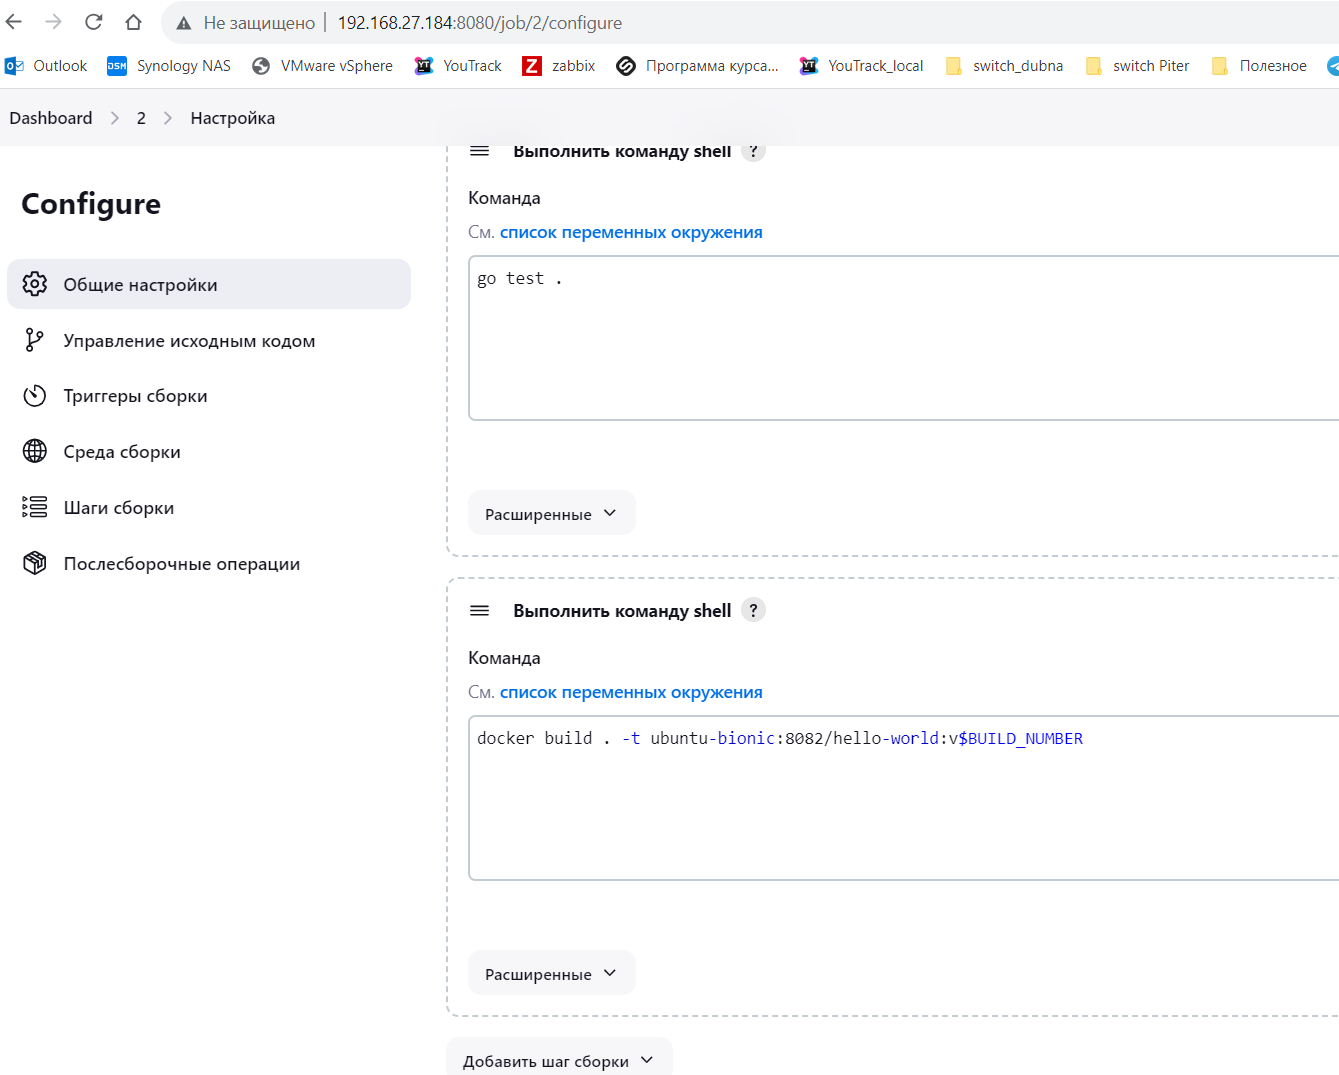 Не защищено | 192.168.27.184:8080/job/2/configure
Outlook DSM Synology NAS VMware vSphere YT YouTrack Z zabbix Программа курса... YT YouTrack_local switch_dubna switch Piter Полезное
Dashboard 2 Настройка
Выполнить команду shell ?
Configure
Команда
См. список переменных окружения
go test .
Общие настройки
Управление исходным кодом
Триггеры сборки
Среда сборки
Шаги сборки
Расширенные
Послесборочные операции
Выполнить команду shell ?
Команда
См. список переменных окружения
docker build . -t ubuntu-bionic:8082/hello-world:v$BUILD_NUMBER
Расширенные
Добавить шаг сборки